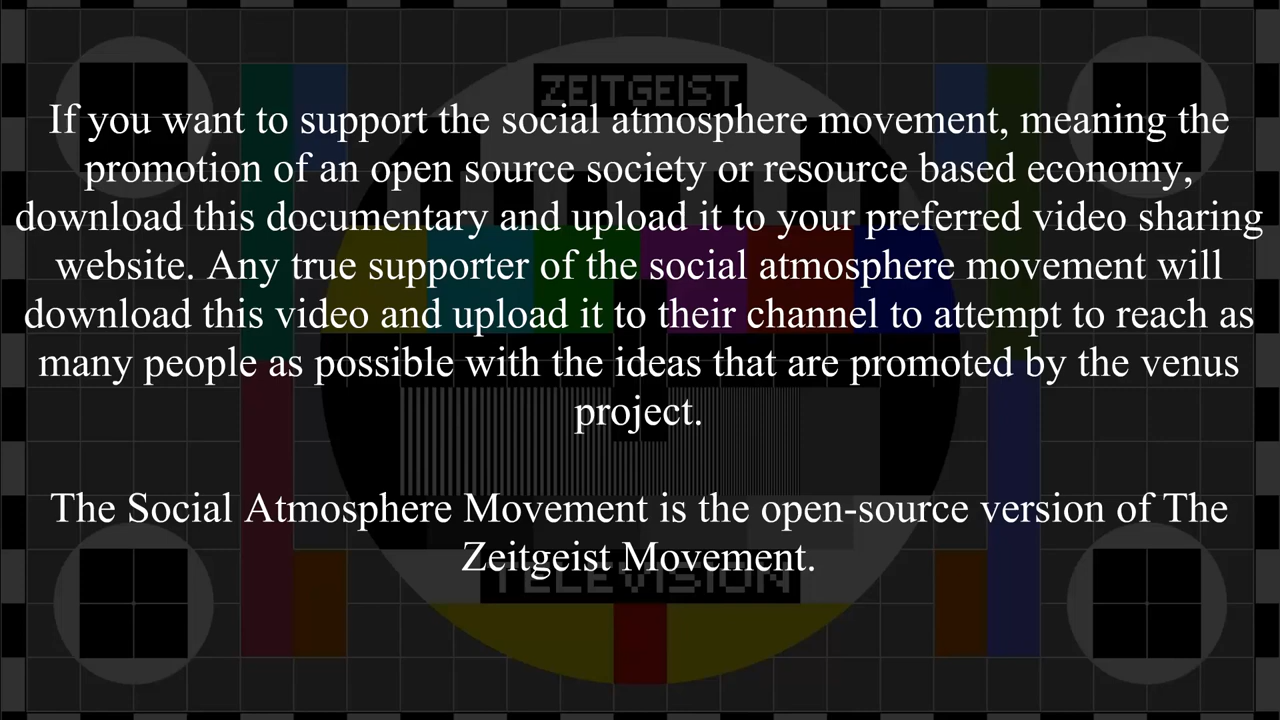 ZEITGEIST
If you want to support the social atmosphere movement, meaning the
promotion of an open source society or resource based economy,
download this documentary and upload it to your preferred video sharing
website. Any true supporter of the social atmosphere movement will
download this video and upload it to their channel to attempt to reach as
many people as possible with the ideas that are promoted by the venus
project.
The Social Atmosphere Movement is the open-source version of The
Zeitgeist Movement.
TELEVISION